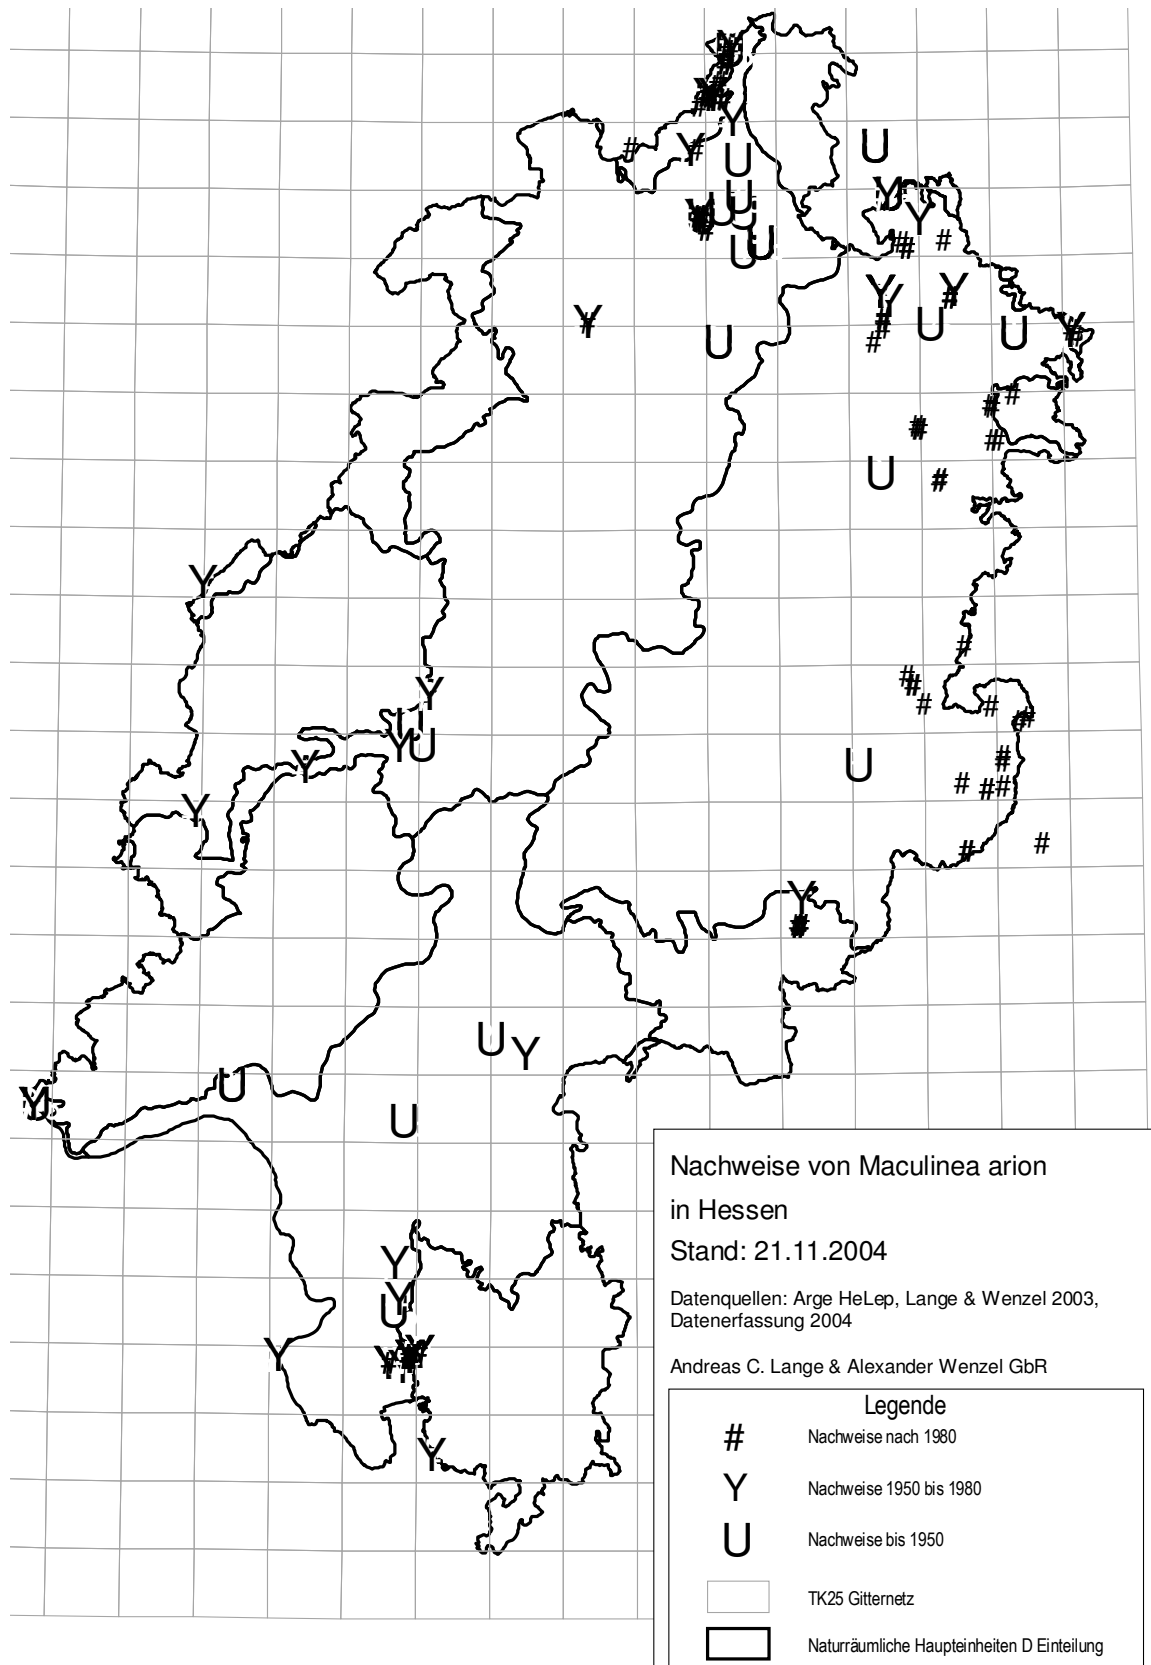 Nachweise von Maculinea arion
in Hessen
Stand: 21.11.2004
Datenquellen: Arge HeLep, Lange & Wenzel 2003,
Datenerfassung 2004
Andreas C. Lange & Alexander Wenzel GbR
Legende
# Nachweise nach 1980
Y Nachweise 1950 bis 1980
U Nachweise bis 1950
TK25 Gitternetz
Naturräumliche Haupteinheiten D Einteilung